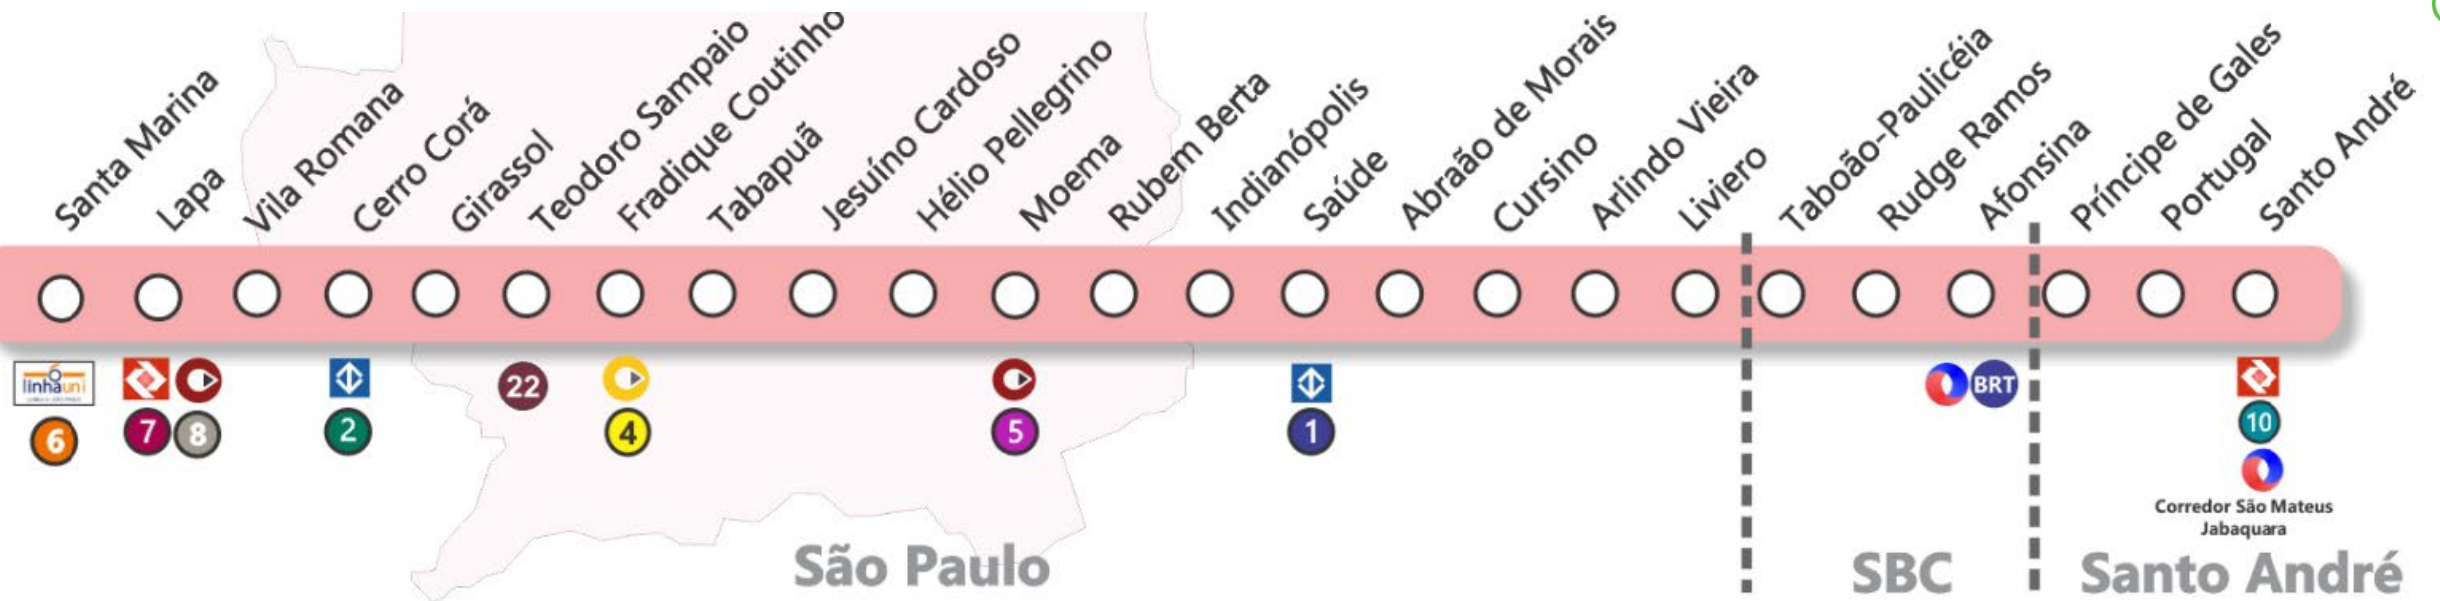 Santa Marina
Lapa
Vila Romana
Cerro Corá
Girassol
Teodoro Sampaio
Fradique Coutinho
Tabapuã
Jesuíno Cardoso
Hélio Pellegrino
Moema
Rubem Berta
Indianópolis
Saúde
Abraão de Morais
Cursino
Arlindo Vieira
Liviero
Taboão-Paulicéia
Rudge Ramos
Afonsina
Príncipe de Gales
Portugal
Santo André
linhauni
6
7 8
2
22
4
5
1
BRT
10
Corredor São Mateus
Jabaquara
São Paulo
SBC
Santo André